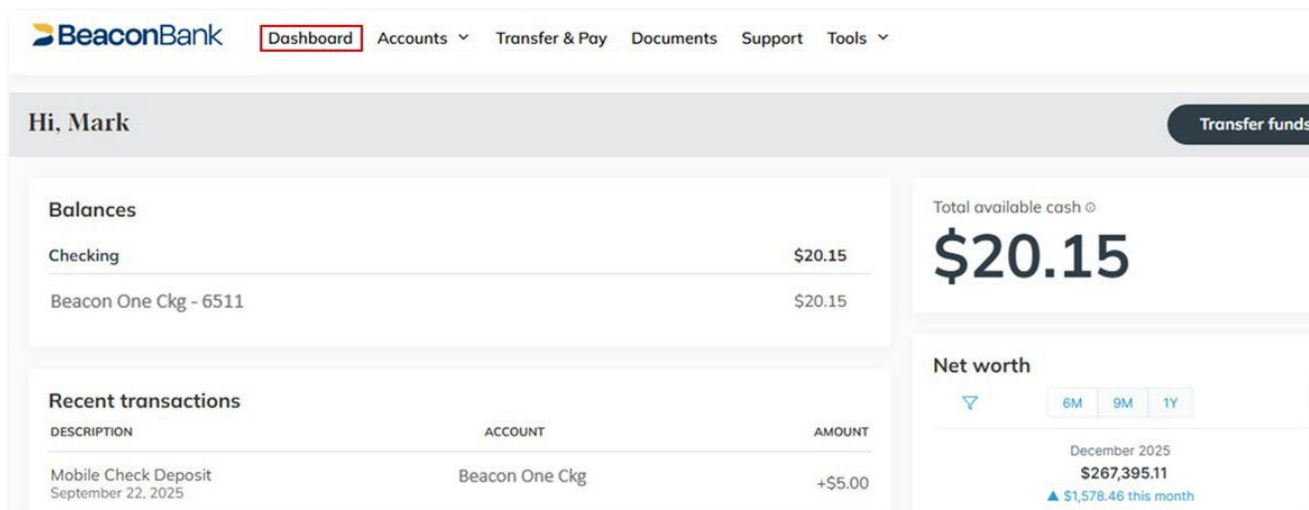 BeaconBank Dashboard Accounts Transfer & Pay Documents Support Tools
Hi, Mark
Transfer funds
Balances
Checking $20.15
Beacon One Ckg - 6511 $20.15
Total available cash
$20.15
Recent transactions
DESCRIPTION ACCOUNT AMOUNT
Mobile Check Deposit Beacon One Ckg +$5.00
September 22, 2025
Net worth
6M 9M 1Y
December 2025
$267,395.11
▲ $1,578.46 this month